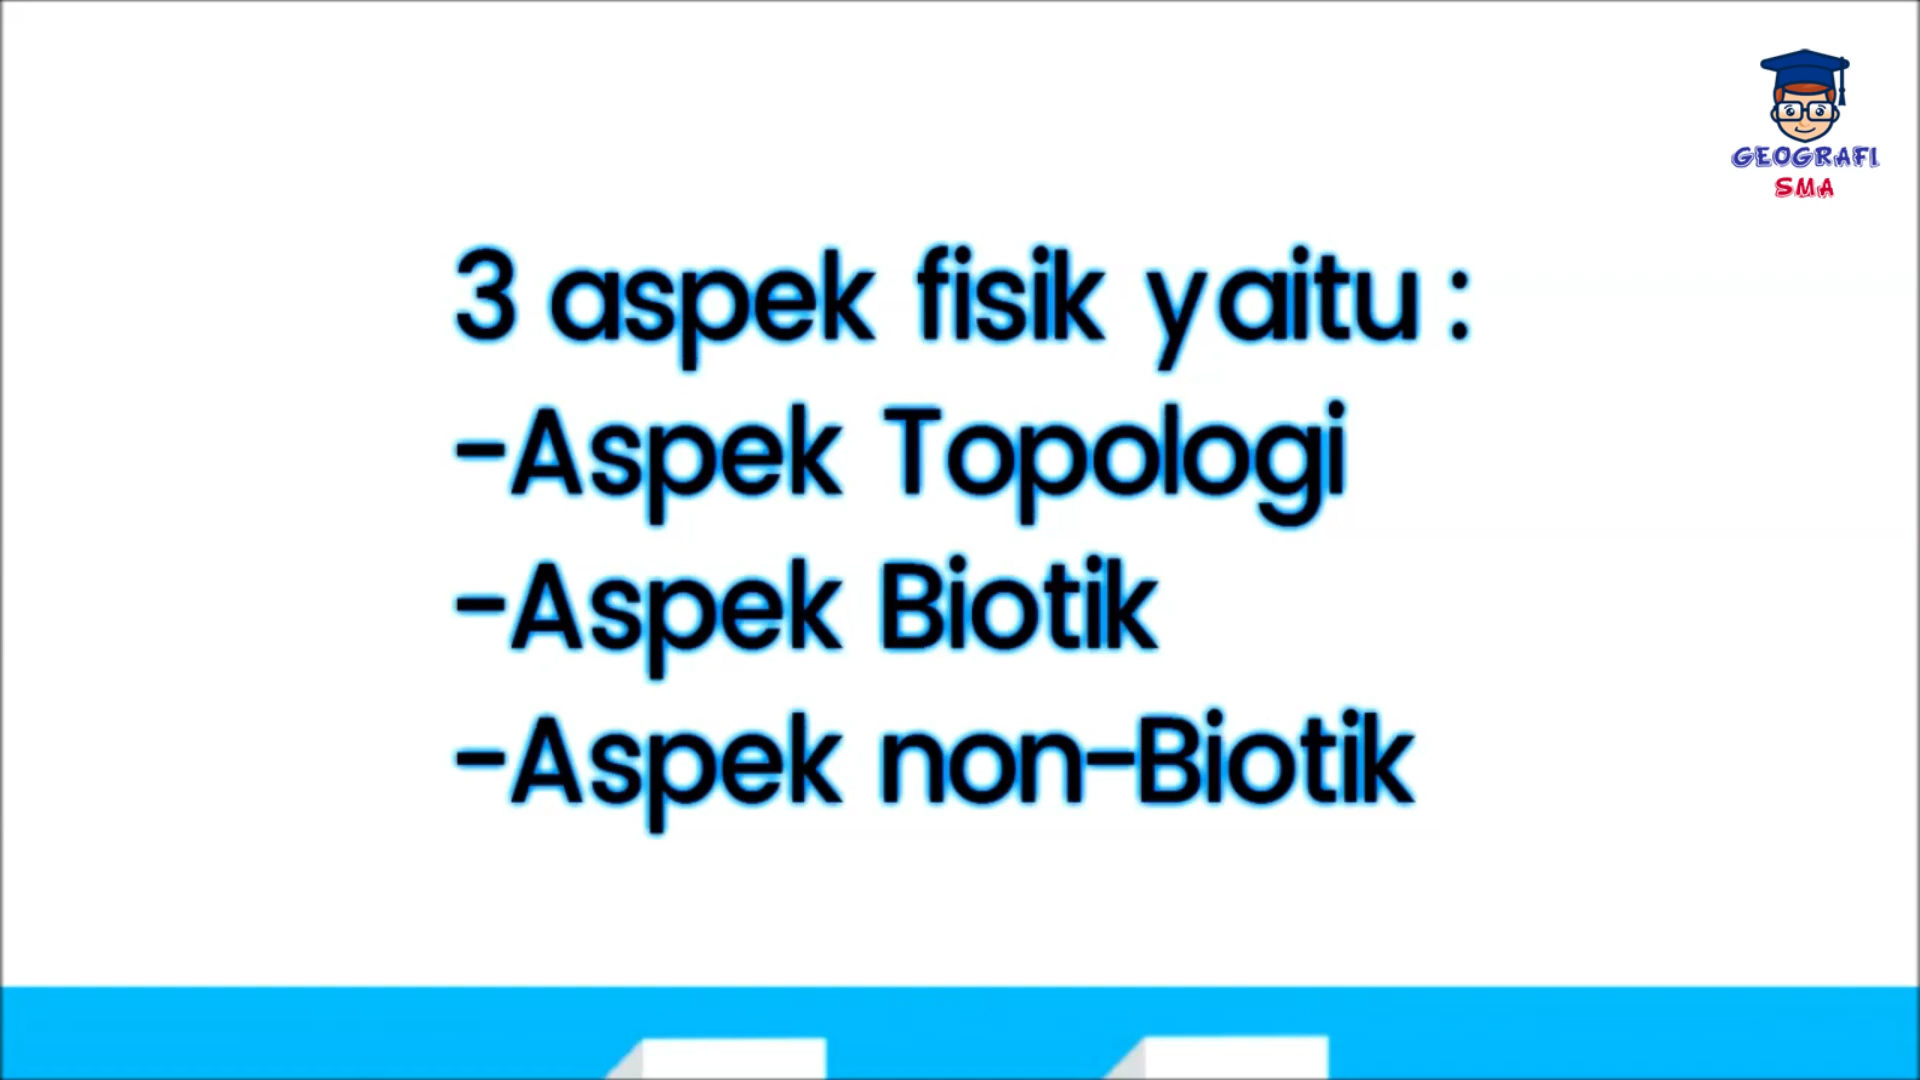 GEOGRAFI
SMA
3 aspek fisik yaitu :
-Aspek Topologi
-Aspek Biotik
-Aspek non-Biotik